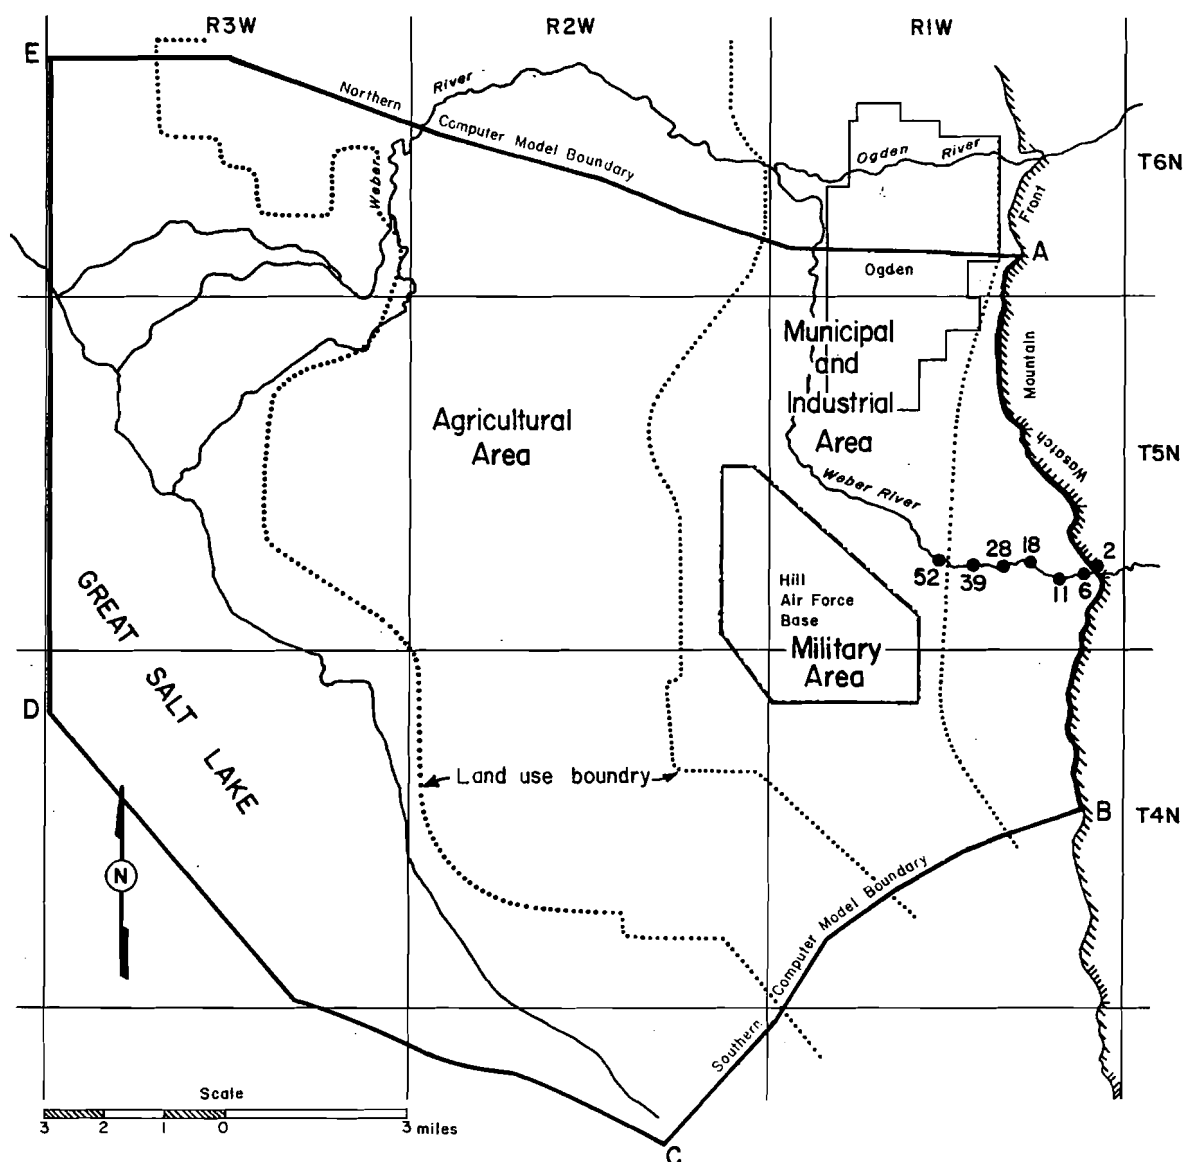 R3W
R2W
R1W
E
River
Northern
Computer Model Boundary
Ogden
River
T6N
Weber
Front
A
Ogden
Municipal
and
Industrial
Area
Mountain
Agricultural
Area
Wasatch
T5N
Weber River
52
39
28
18
11
6
2
Hill
Air Force
Base
Military
Area
GREAT
SALT
LAKE
D
Land use boundry
B
T4N
N
Southern
Computer Model Boundary
Scale
3 2 1 0 3 miles
C